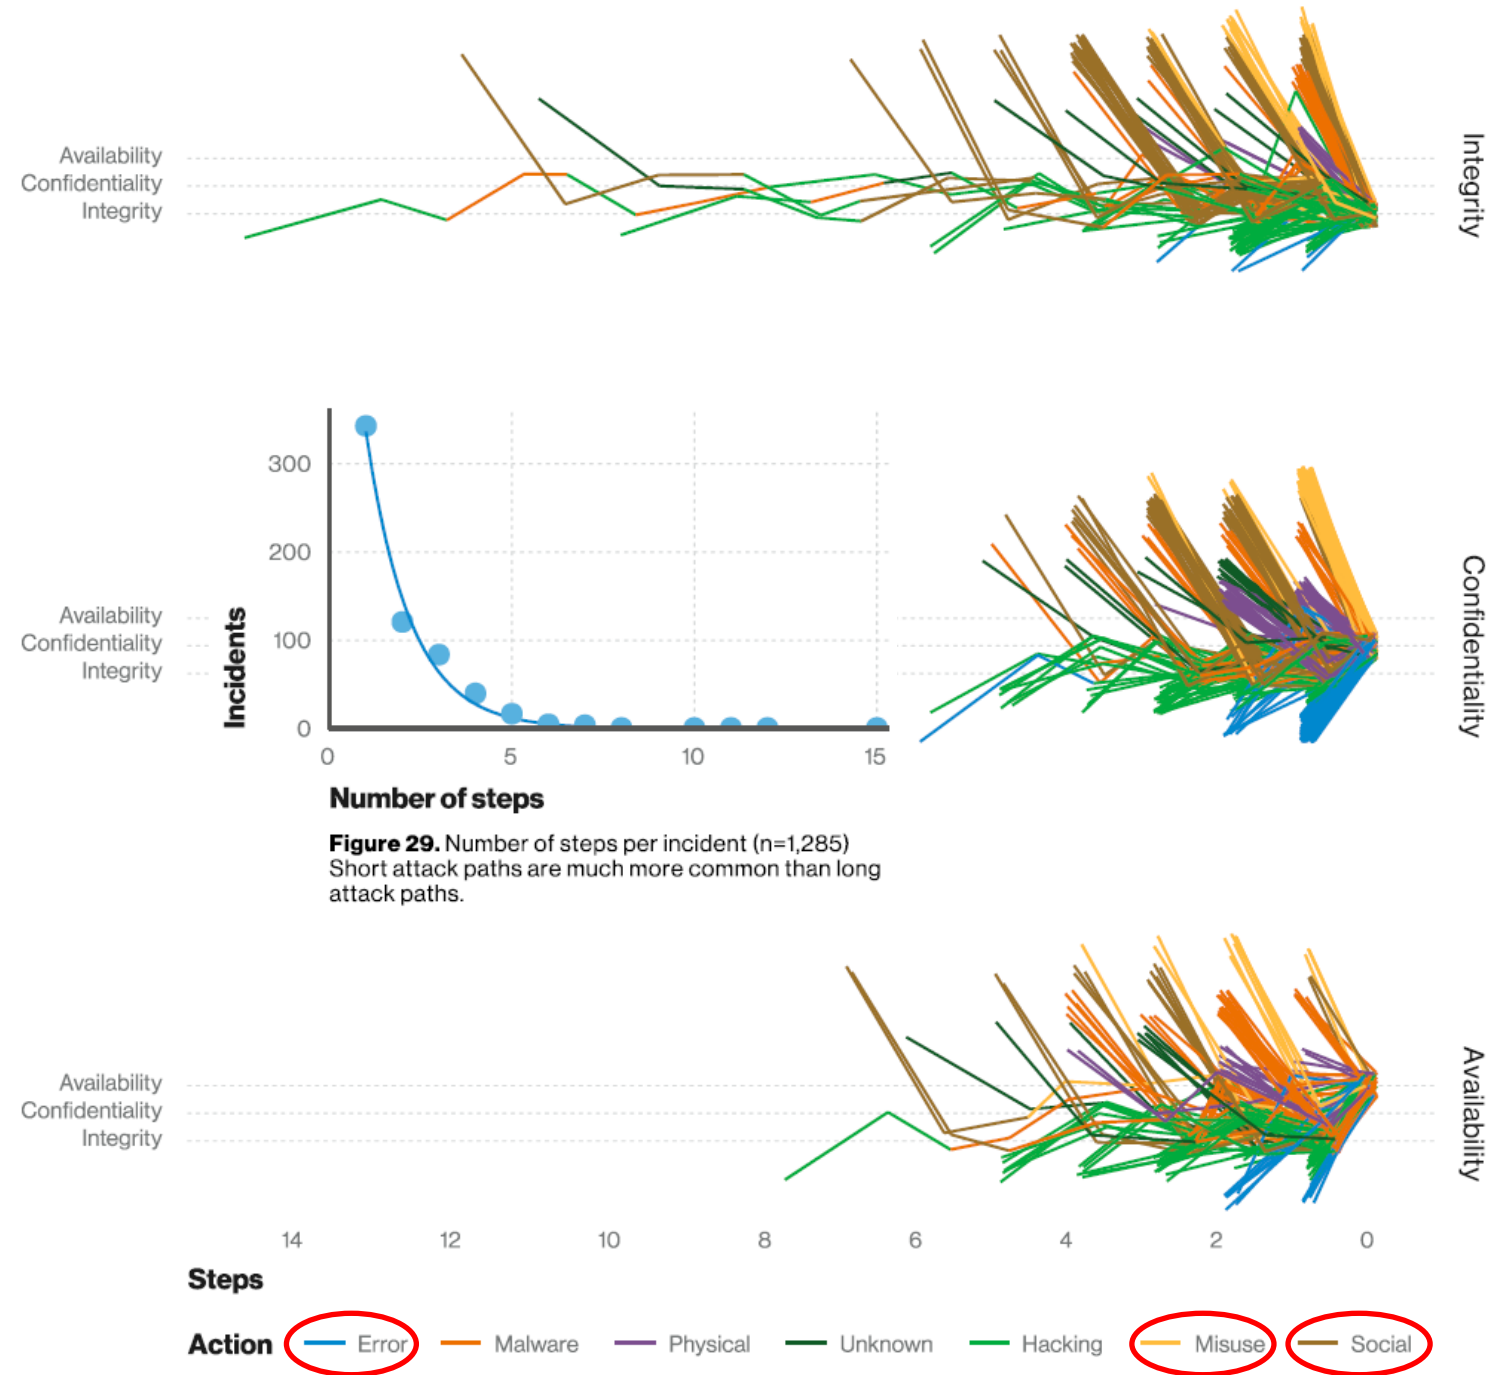 Availability
Confidentiality
Integrity
Integrity
300
200
100
0
0
5
10
15
Incidents
Number of steps
Figure 29. Number of steps per incident (n=1,285)
Short attack paths are much more common than long
attack paths.
Availability
Confidentiality
Integrity
Confidentiality
Availability
Confidentiality
Integrity
Availability
14 12 10 8 6 4 2 0
Steps
Action Error Malware Physical Unknown Hacking Misuse Social